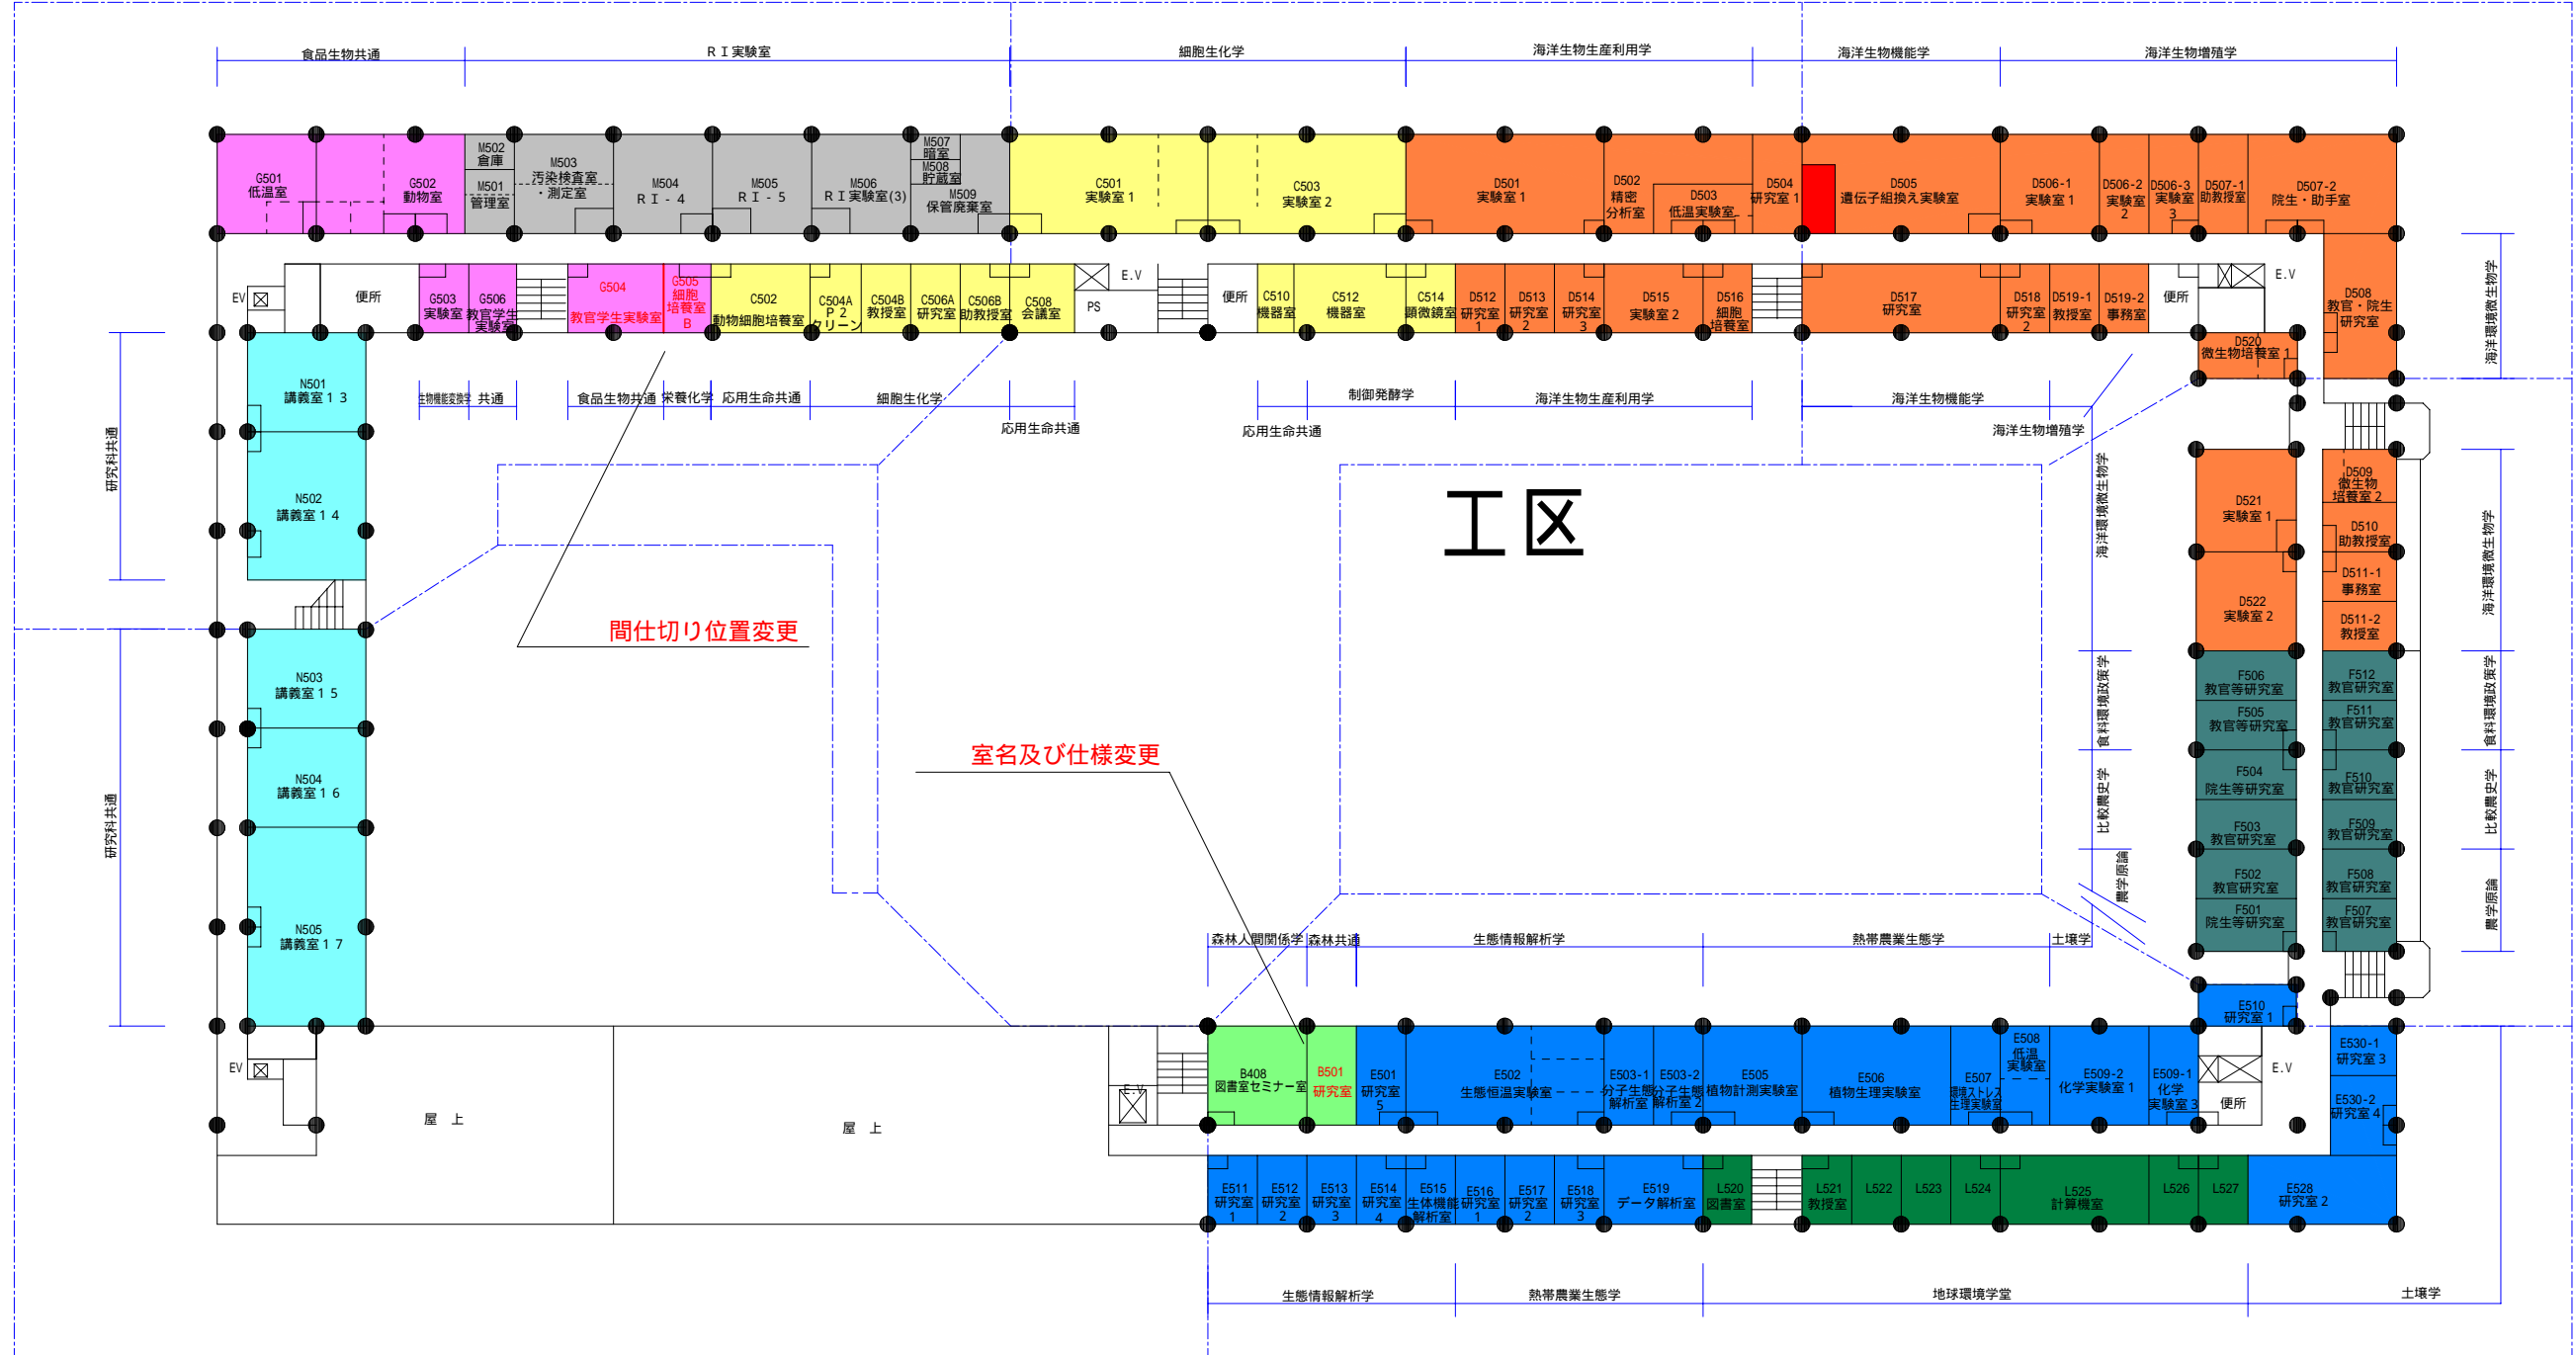 食品生物共通
ＲＩ実験室
細胞生化学
海洋生物生産利用学
海洋生物機能学
海洋生物増殖学
G501
低温室
G502
動物室
M502
倉庫
M501
管理室
M503
汚染検査室
・測定室
M504
ＲＩ-４
M505
ＲＩ-５
M506
ＲＩ実験室(3)
M507
暗室
M508
貯蔵室
M509
保管廃棄室
C501
実験室１
C503
実験室２
D501
実験室１
D502
精密
分析室
D503
低温実験室
D504
研究室１
D505
遺伝子組換え実験室
D506-1
実験室１
D506-2
実験室
2
D506-3
実験室
3
D507-1
助教授室
D507-2
院生・助手室
EV
便所
G503
実験室
G506
教官学生
実験室
G504
教官学生実験室
G505
細胞
培養室
B
C502
動物細胞培養室
C504A
Ｐ２
クリーン
C504B
教授室
C506A
研究室
C506B
助教授室
C508
会議室
PS
E.V
便所
C510
機器室
C512
機器室
C514
顕微鏡室
D512
研究室
1
D513
研究室
2
D514
研究室
3
D515
実験室２
D516
細胞
培養室
D517
研究室
D518
研究室
2
D519-1
教授室
D519-2
事務室
便所
E.V
D508
教官・院生
研究室
海洋環境微生物学
D520
微生物培養室１
生物機能変換学
共通
食品生物共通
栄養化学
応用生命共通
細胞生化学
応用生命共通
応用生命共通
制御発酵学
海洋生物生産利用学
海洋生物機能学
海洋生物増殖学
研究科共通
N501
講義室１３
N502
講義室１４
工区
海洋環境微生物学
D521
実験室１
D522
実験室２
D509
微生物
培養室２
D510
助教授室
D511-1
事務室
D511-2
教授室
海洋環境微生物学
間仕切り位置変更
室名及び仕様変更
研究科共通
N503
講義室１５
N504
講義室１６
N505
講義室１７
食料環境政策学
比較農史学
農学原論
F506
教官等研究室
F505
教官等研究室
F504
院生等研究室
F503
教官研究室
F502
教官研究室
F501
院生等研究室
F512
教官研究室
F511
教官研究室
F510
教官研究室
F509
教官研究室
F508
教官研究室
F507
教官研究室
食料環境政策学
比較農史学
農学原論
森林人間関係学
森林共通
生態情報解析学
熱帯農業生態学
土壌学
E510
研究室１
EV
屋　上
屋　上
E.V
B408
図書室セミナー室
B501
研究室
E501
研究室
5
E502
生態恒温実験室
E503-1
分子生態
解析室
E503-2
分子生態
解析室２
E505
植物計測実験室
E506
植物生理実験室
E507
環境ストレス
生理実験室
E508
低温
実験室
E509-2
化学実験室１
E509-1
化学
実験室３
便所
E.V
E530-1
研究室３
E530-2
研究室４
E511
研究室
1
E512
研究室
2
E513
研究室
3
E514
研究室
4
E515
生体機能
解析室
E516
研究室
1
E517
研究室
2
E518
研究室
3
E519
データ解析室
L520
図書室
L521
教授室
L522
L523
L524
L525
計算機室
L526
L527
E528
研究室２
生態情報解析学
熱帯農業生態学
地球環境学堂
土壌学